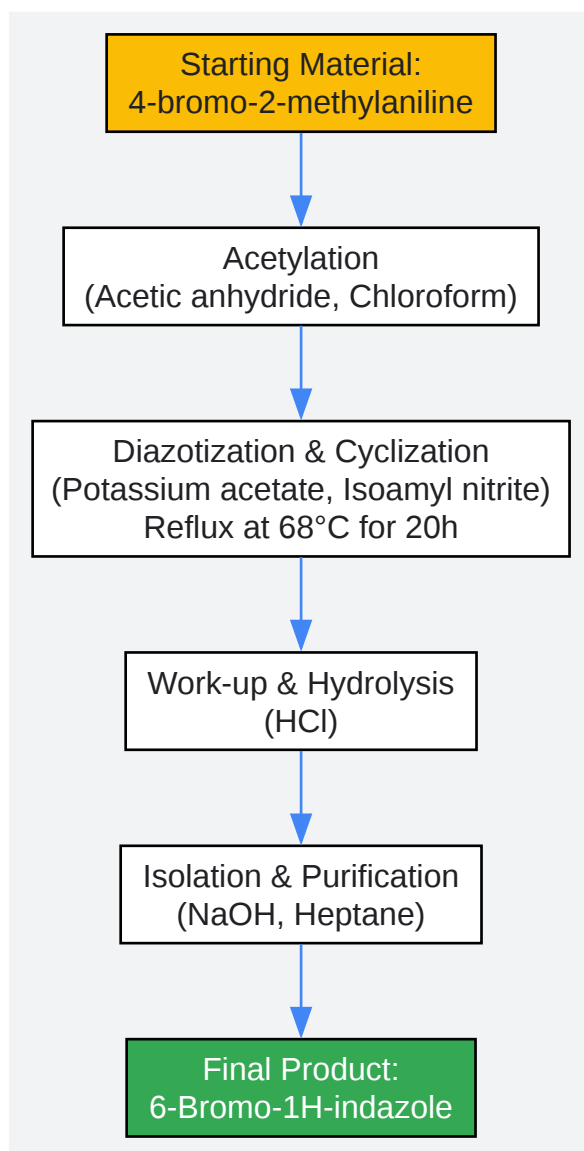 Starting Material:
4-bromo-2-methylaniline
Acetylation
(Acetic anhydride, Chloroform)
Diazotization & Cyclization
(Potassium acetate, Isoamyl nitrite)
Reflux at 68°C for 20h
Work-up & Hydrolysis
(HCl)
Isolation & Purification
(NaOH, Heptane)
Final Product:
6-Bromo-1H-indazole